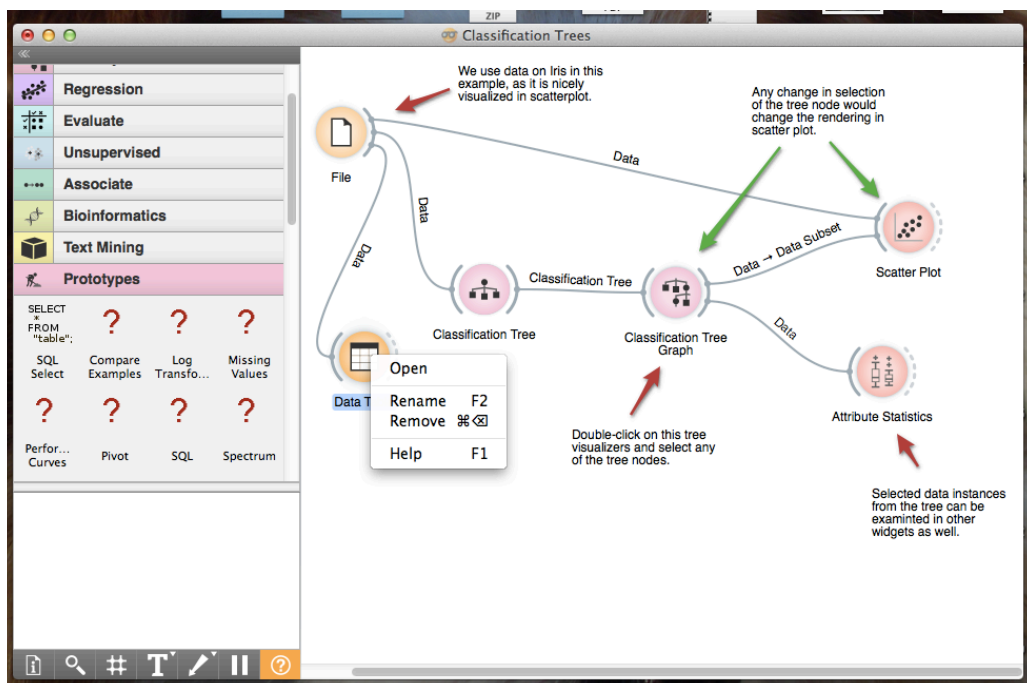 ZIP
Classification Trees
Regression
Evaluate
Unsupervised
Associate
Bioinformatics
Text Mining
Prototypes
SELECT
*
FROM
"table";
SQL
Select
Compare
Examples
Log
Transfo...
Missing
Values
Perfor...
Curves
Pivot
SQL
Spectrum
We use data on Iris in this
example, as it is nicely
visualized in scatterplot.
Any change in selection
of the tree node would
change the rendering in
scatter plot.
File
Data
Data
Data
Classification Tree
Classification Tree
Classification Tree
Graph
Data → Data Subset
Scatter Plot
Data
Attribute Statistics
Data T
Open
Rename F2
Remove ⌘⌫
Help F1
Double-click on this tree
visualizers and select any
of the tree nodes.
Selected data instances
from the tree can be
examinted in other
widgets as well.